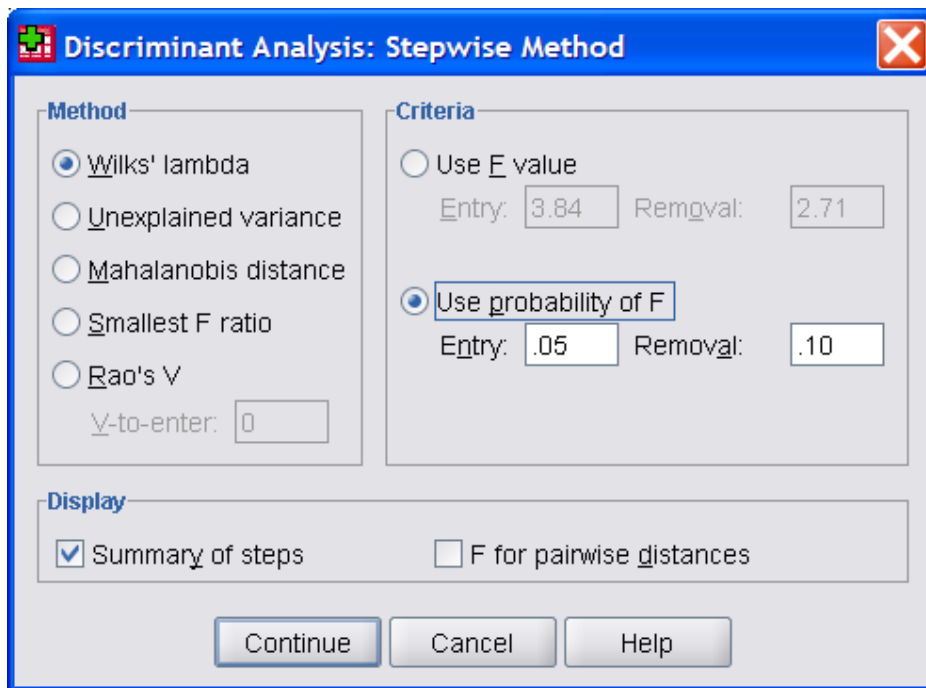 Discriminant Analysis: Stepwise Method
Method
Wilks' lambda
Unexplained variance
Mahalanobis distance
Smallest F ratio
Rao's V
V-to-enter: 0
Criteria
Use F value
Entry: 3.84 Removal: 2.71
Use probability of F
Entry: .05 Removal: .10
Display
Summary of steps F for pairwise distances
Continue Cancel Help